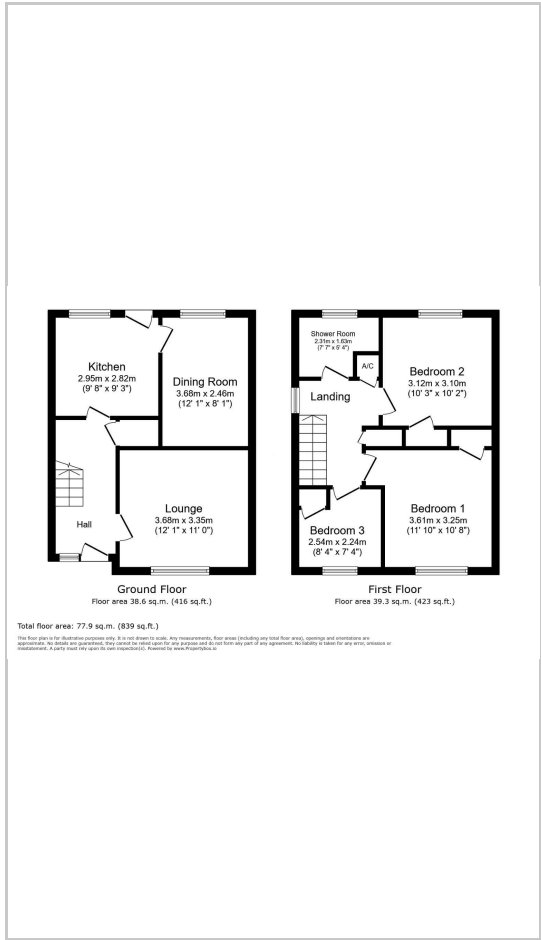 Kitchen
2.95m x 2.82m
(9' 8" x 9' 3")
Dining Room
3.68m x 2.46m
(12' 1" x 8' 1")
Lounge
3.68m x 3.35m
(12' 1" x 11' 0")
Hall
Ground Floor
Floor area 38.6 sq.m. (416 sq.ft.)
Shower Room
2.31m x 1.63m
(7' 7" x 5' 4")
A/C
Bedroom 2
3.12m x 3.10m
(10' 3" x 10' 2")
Landing
Bedroom 1
3.61m x 3.25m
(11' 10" x 10' 8")
Bedroom 3
2.54m x 2.24m
(8' 4" x 7' 4")
First Floor
Floor area 39.3 sq.m. (423 sq.ft.)
Total floor area: 77.9 sq.m. (839 sq.ft.)
This floor plan is for illustrative purposes only. It is not drawn to scale. Any measurements, floor areas (including any total floor area), openings and orientations are
approximate. No details are guaranteed, they cannot be relied upon for any purpose and do not form any part of any agreement. No liability is taken for any error, omission or
misstatement. A party must rely upon its own inspection(s). Powered by www.Propertybox.io